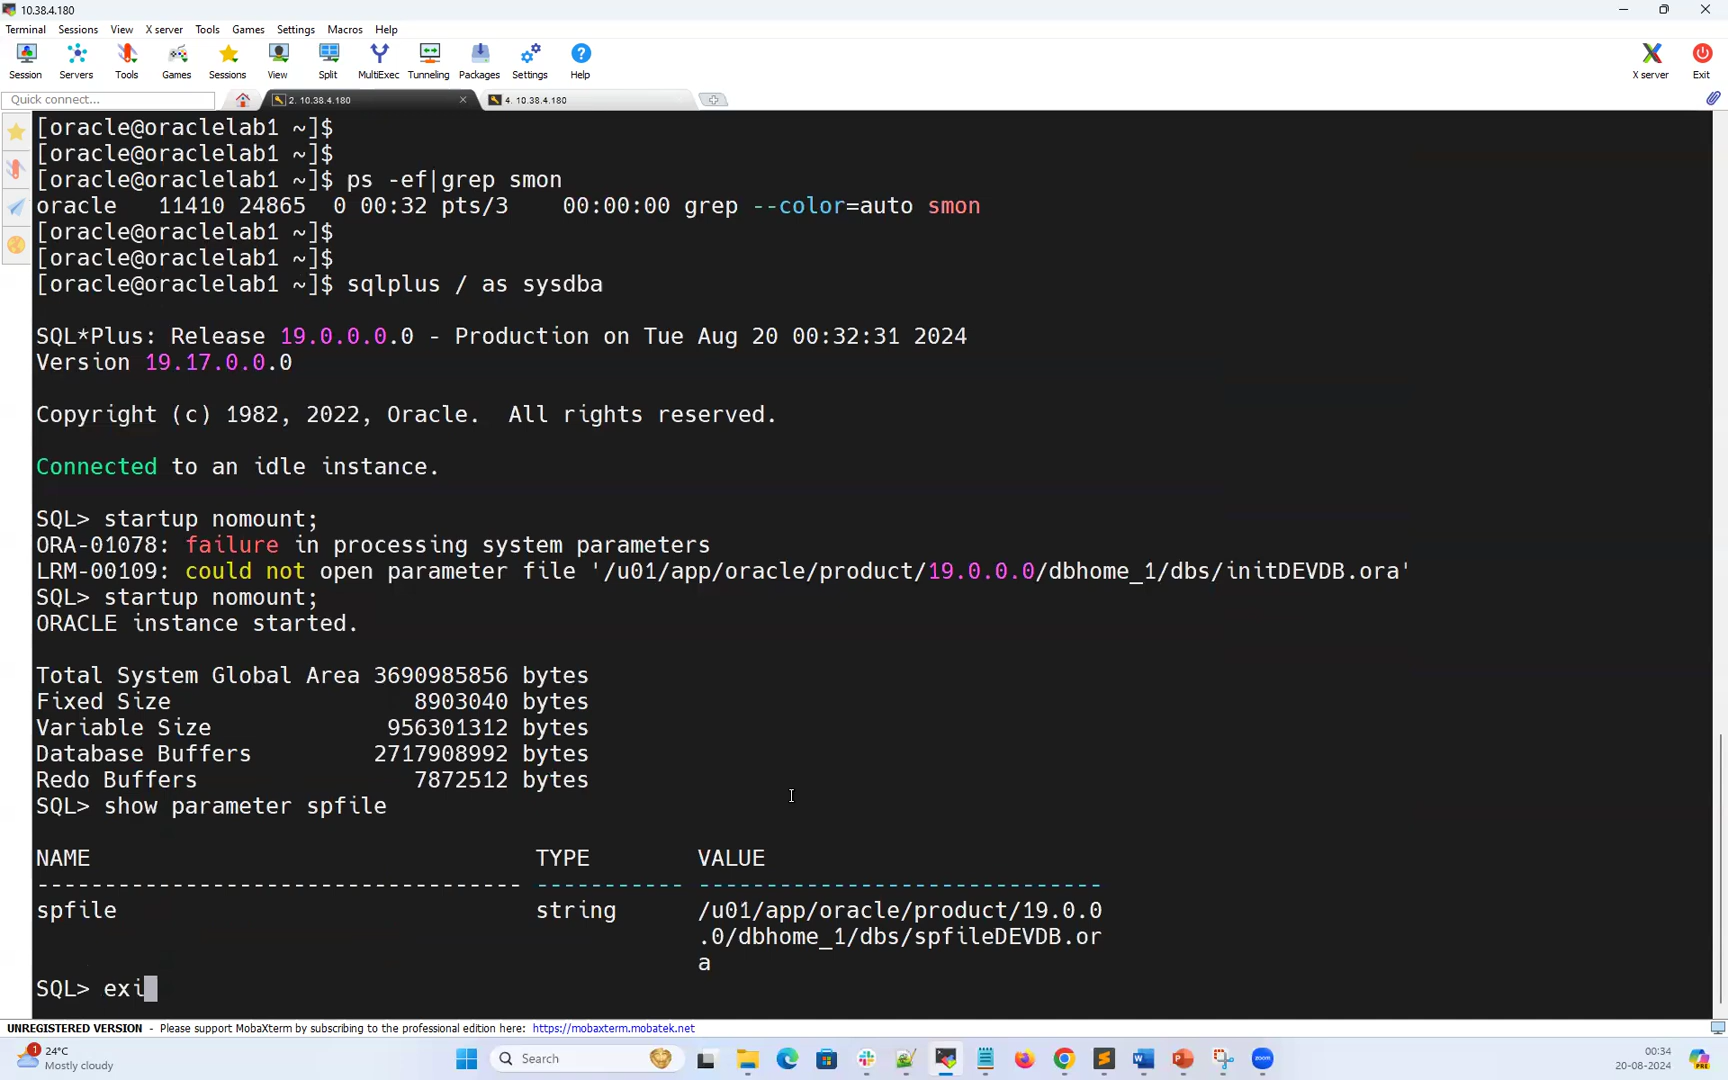 10.38.4.180
Terminal Sessions View X server Tools Games Settings Macros Help
Session Servers Tools Games Sessions View Split MultiExec Tunneling Packages Settings Help X server Exit
Quick connect... 2. 10.38.4.180 4. 10.38.4.180
[oracle@oraclelab1 ~]$
[oracle@oraclelab1 ~]$
[oracle@oraclelab1 ~]$ ps -ef|grep smon
oracle   11410 24865  0 00:32 pts/3    00:00:00 grep --color=auto smon
[oracle@oraclelab1 ~]$
[oracle@oraclelab1 ~]$
[oracle@oraclelab1 ~]$ sqlplus / as sysdba
SQL*Plus: Release 19.0.0.0.0 - Production on Tue Aug 20 00:32:31 2024
Version 19.17.0.0.0
Copyright (c) 1982, 2022, Oracle.  All rights reserved.
Connected to an idle instance.
SQL> startup nomount;
ORA-01078: failure in processing system parameters
LRM-00109: could not open parameter file '/u01/app/oracle/product/19.0.0.0/dbhome_1/dbs/initDEVDB.ora'
SQL> startup nomount;
ORACLE instance started.
Total System Global Area 3690985856 bytes
Fixed Size                  8903040 bytes
Variable Size             956301312 bytes
Database Buffers         2717908992 bytes
Redo Buffers                7872512 bytes
SQL> show parameter spfile
NAME                                 TYPE        VALUE
------------------------------------ ----------- ------------------------------
spfile                               string      /u01/app/oracle/product/19.0.0
.0/dbhome_1/dbs/spfileDEVDB.or
a
SQL> exi
UNREGISTERED VERSION - Please support MobaXterm by subscribing to the professional edition here: https://mobaxterm.mobatek.net
1 24°C
Mostly cloudy
Search
zoom
00:34
20-08-2024
PRE